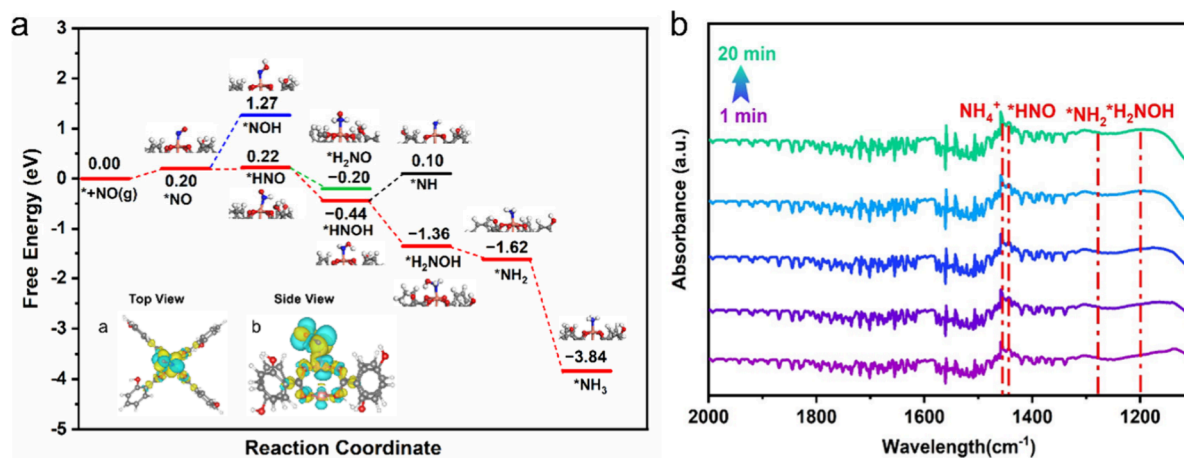 a
3
2
1
0
-1
-2
-3
-4
-5
Free Energy (eV)
Reaction Coordinate
0.00
*+NO(g)
0.20
*NO
1.27
*NOH
0.22
*HNO
*H₂NO
−0.20
−0.44
*HNOH
0.10
*NH
−1.36
*H₂NOH
−1.62
*NH₂
−3.84
*NH₃
Top View
a
Side View
b
b
20 min
1 min
NH₄⁺ *HNO *NH₂ *H₂NOH
Absorbance (a.u.)
2000 1800 1600 1400 1200
Wavelength(cm⁻¹)